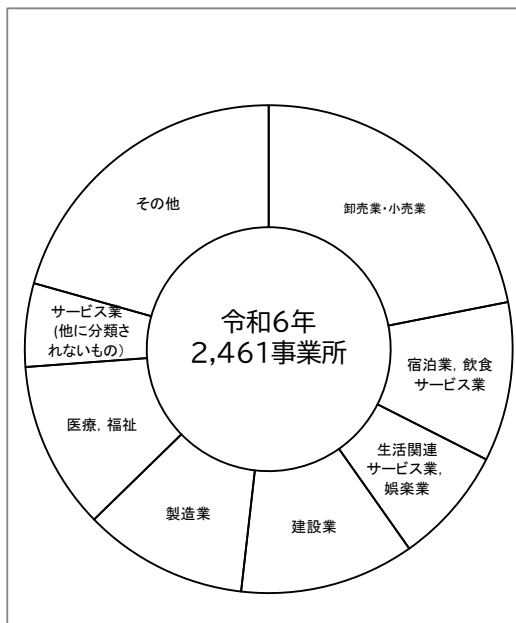 その他
卸売業・小売業
令和6年
2,461事業所
サービス業
(他に分類さ
れないもの)
宿泊業, 飲食
サービス業
医療, 福祉
生活関連
サービス業,
娯楽業
製造業
建設業